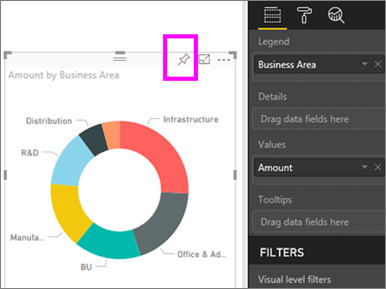 Amount by Business Area
Distribution
Infrastructure
R&D
Manufa...
BU
Office & Ad...
Legend
Business Area
Details
Drag data fields here
Values
Amount
Tooltips
Drag data fields here
FILTERS
Visual level filters